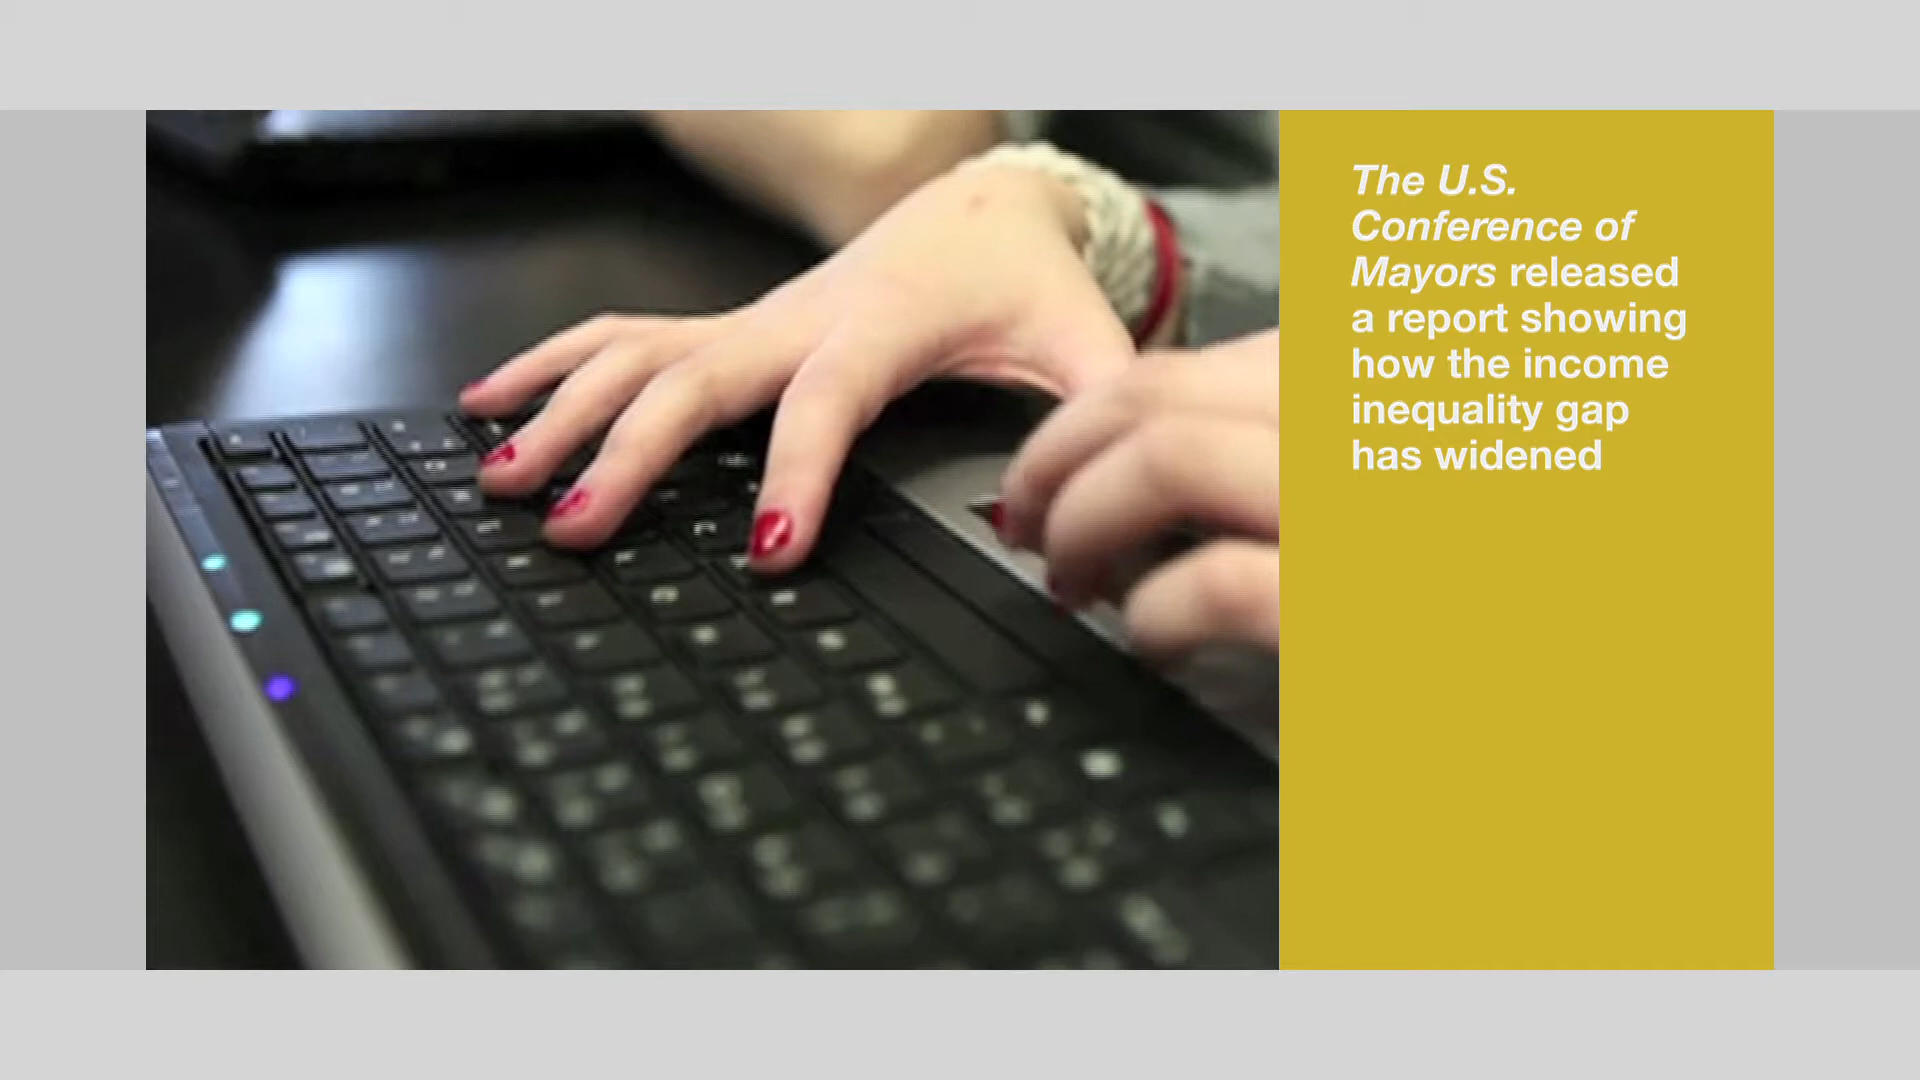 The U.S.
Conference of
Mayors released
a report showing
how the income
inequality gap
has widened